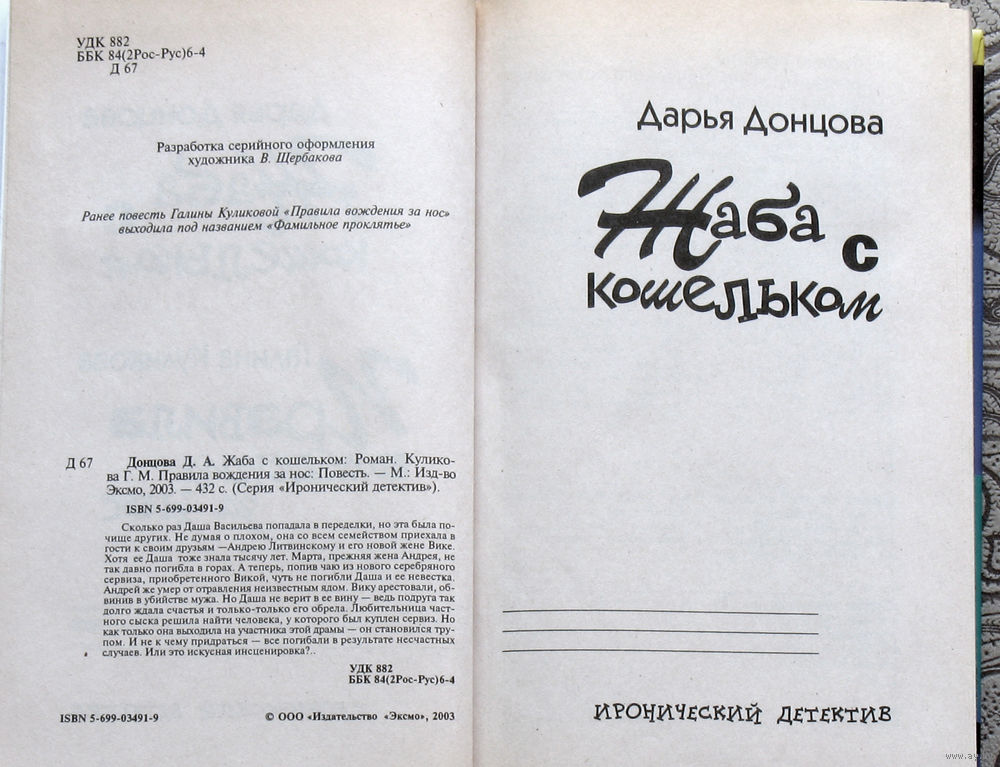 УДК 882
ББК 84(2Рос-Рус)6-4
Д 67
Разработка серийного оформления
художника В. Щербакова
Ранее повесть Галины Куликовой «Правила вождения за нос»
выходила под названием «Фамильное проклятье»
Д 67
Донцова Д. А. Жаба с кошельком: Роман. Кулико-
ва Г. М. Правила вождения за нос: Повесть. — М.: Изд-во
Эксмо, 2003. — 432 с. (Серия «Иронический детектив»).
ISBN 5-699-03491-9
Сколько раз Даша Васильева попадала в переделки, но эта была по-
чище других. Не думая о плохом, она со всем семейством приехала в
гости к своим друзьям —Андрею Литвинскому и его новой жене Вике.
Хотя ее Даша тоже знала тысячу лет. Марта, прежняя жена Андрея, не
так давно погибла в горах. А теперь, попив чаю из нового серебряного
сервиза, приобретенного Викой, чуть не погибли Даша и ее невестка.
Андрей же умер от отравления неизвестным ядом. Вику арестовали, об-
винив в убийстве мужа. Но Даша не верит в ее вину — ведь подруга так
долго ждала счастья и только-только его обрела. Любительница част-
ного сыска решила найти человека, у которого был куплен сервиз. Но
как только она выходила на участника этой драмы — он становился тру-
пом. И не к чему придраться — все погибали в результате несчастных
случаев. Или это искусная инсценировка?..
УДК 882
ББК 84(2Рос-Рус)6-4
ISBN 5-699-03491-9
© ООО «Издательство «Эксмо», 2003
Дарья Донцова
Жаба с
кошельком
ИРОНИЧЕСКИЙ ДЕТЕКТИВ